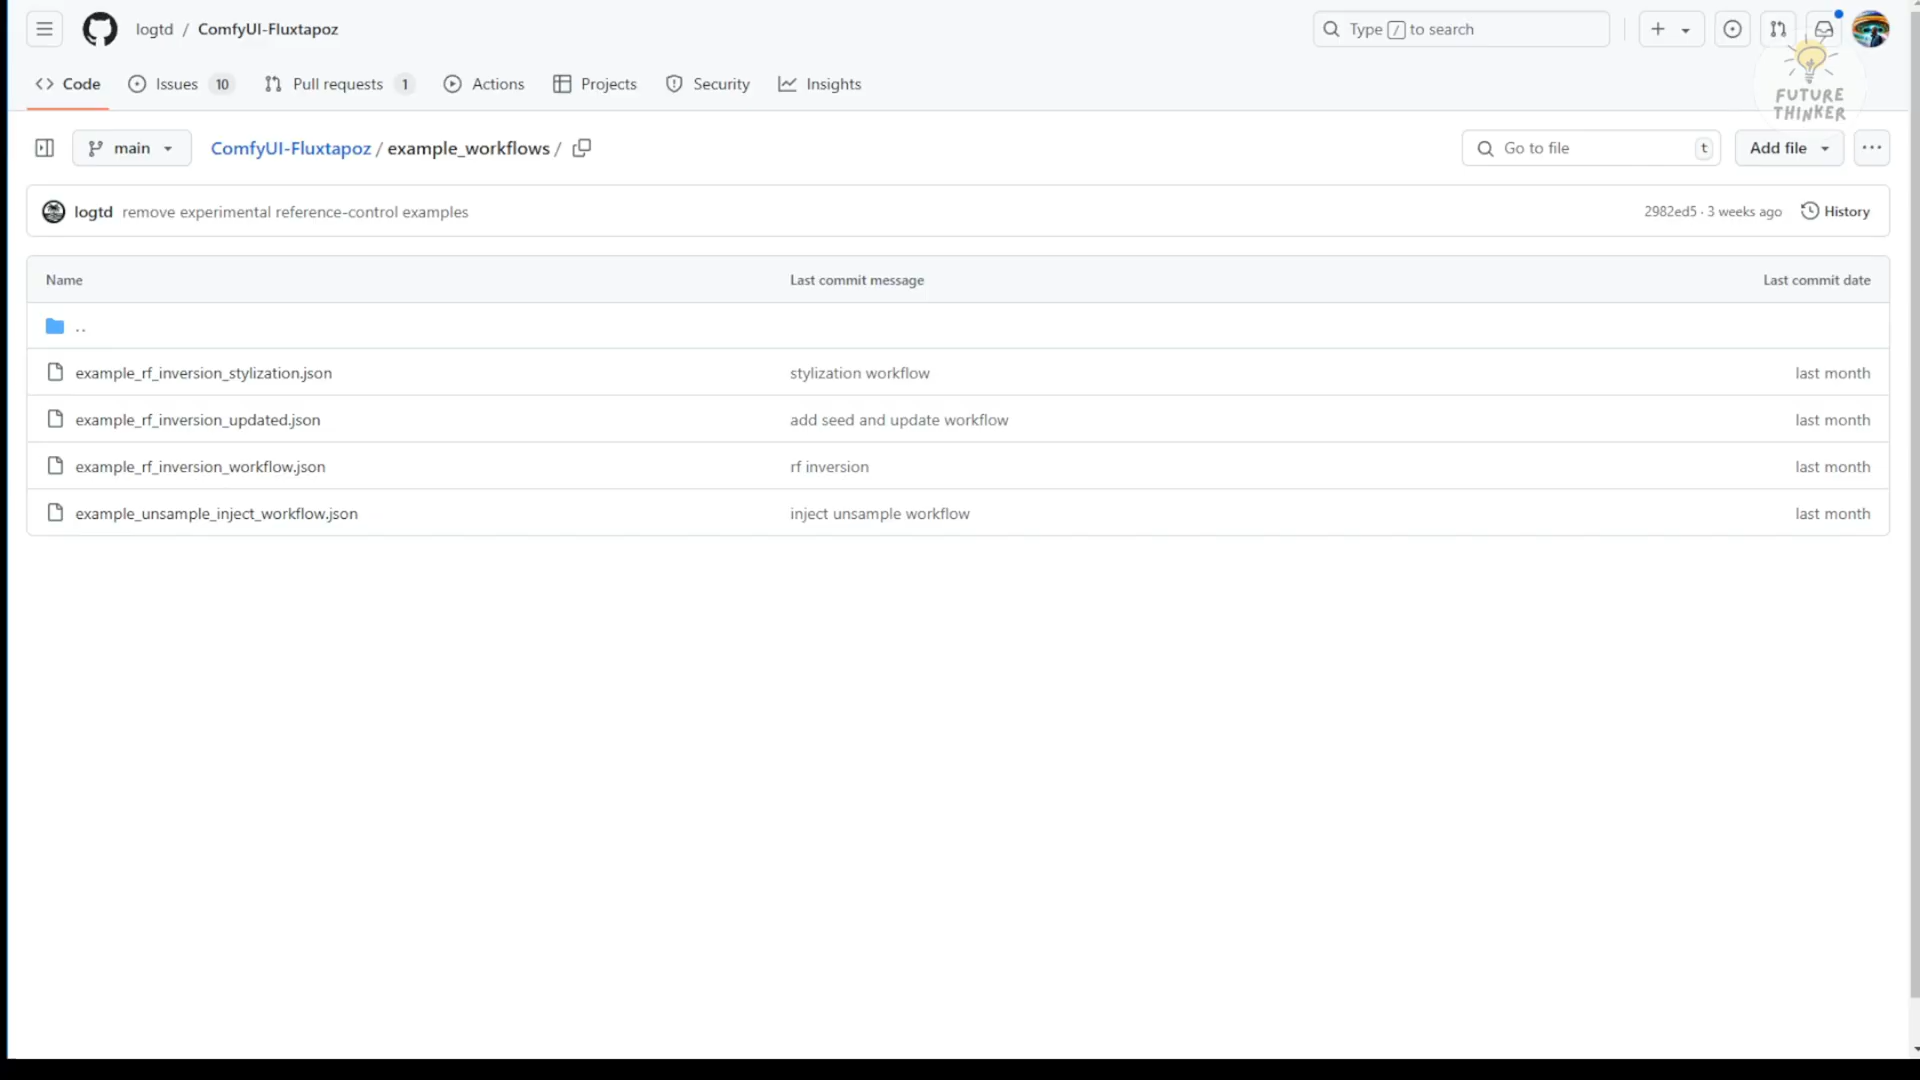 logtd / ComfyUI-Fluxtapoz
Type / to search
Code Issues 10 Pull requests 1 Actions Projects Security Insights
FUTURE
THINKER
main ComfyUI-Fluxtapoz / example_workflows / Go to file t Add file
logtd remove experimental reference-control examples 2982ed5 · 3 weeks ago History
Name Last commit message Last commit date
..
example_rf_inversion_stylization.json stylization workflow last month
example_rf_inversion_updated.json add seed and update workflow last month
example_rf_inversion_workflow.json rf inversion last month
example_unsample_inject_workflow.json inject unsample workflow last month